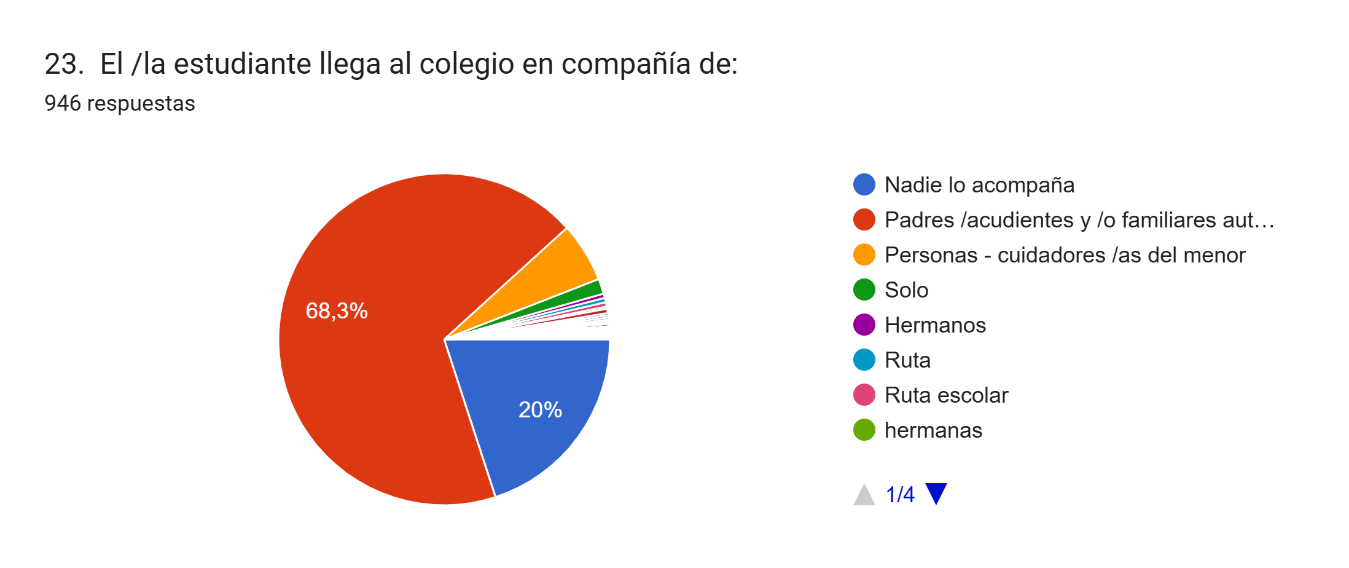 23.  El /la estudiante llega al colegio en compañía de:
946 respuestas
68,3%
20%
Nadie lo acompaña
Padres /acudientes y /o familiares aut…
Personas - cuidadores /as del menor
Solo
Hermanos
Ruta
Ruta escolar
hermanas
1/4